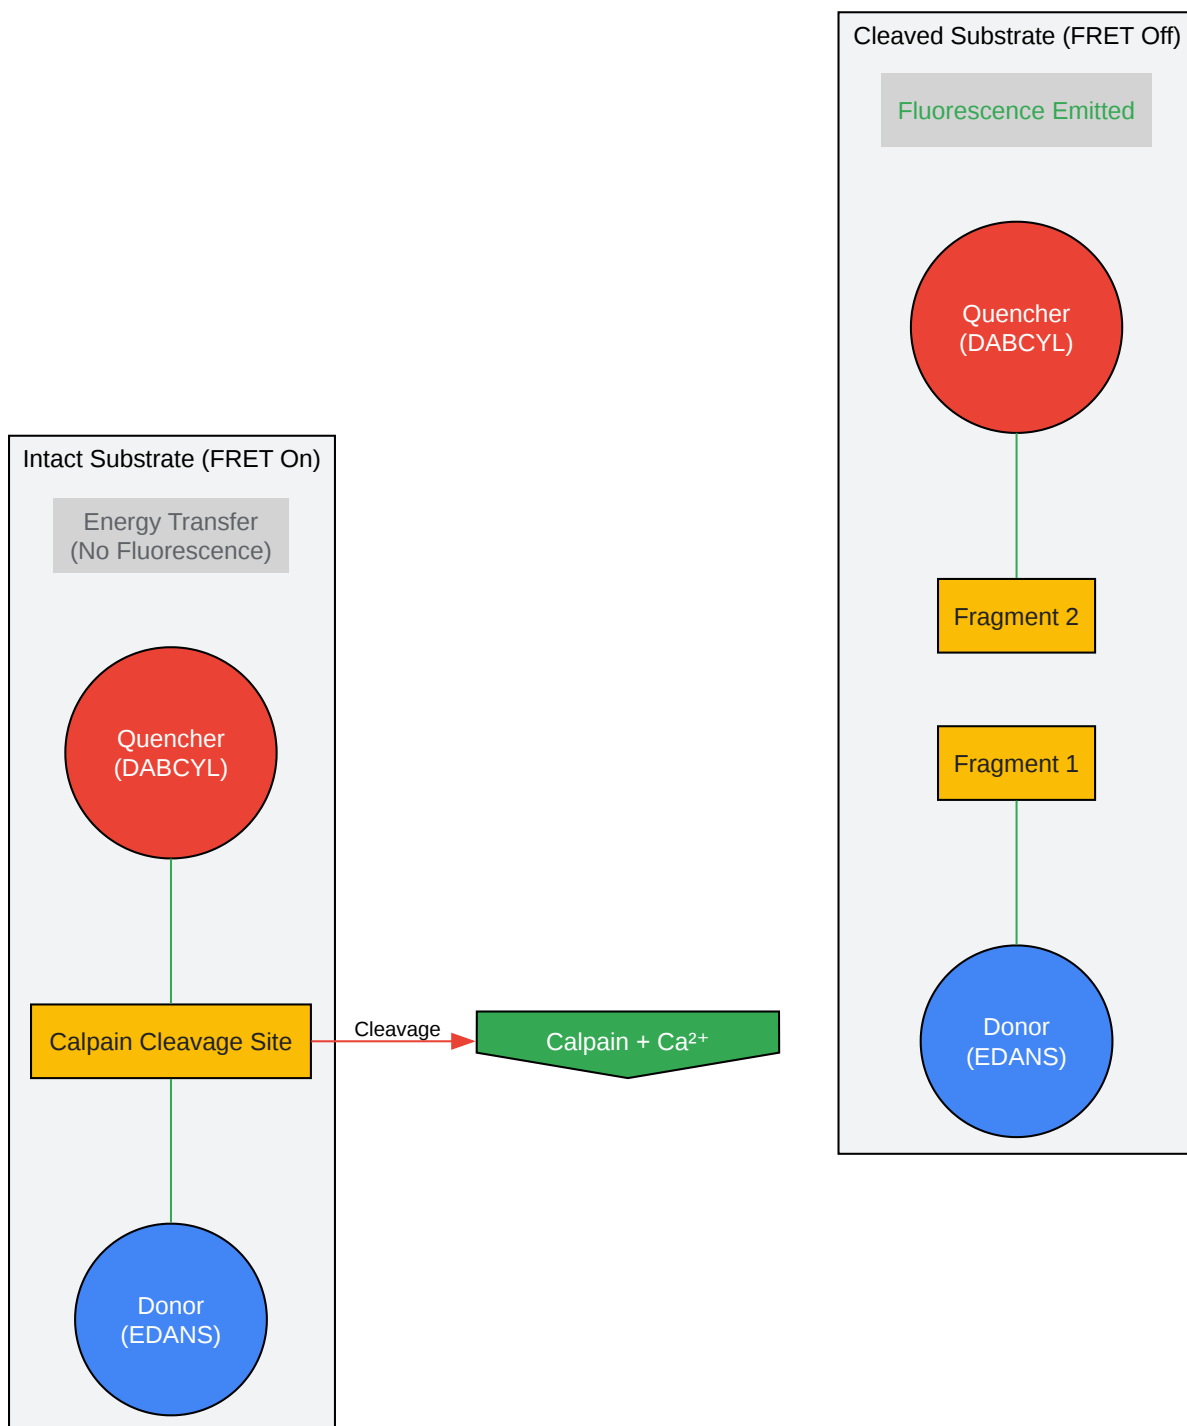 Intact Substrate (FRET On)
Energy Transfer
(No Fluorescence)
Quencher
(DABCYL)
Calpain Cleavage Site
Donor
(EDANS)
Cleavage
Calpain + Ca²⁺
Cleaved Substrate (FRET Off)
Fluorescence Emitted
Quencher
(DABCYL)
Fragment 2
Fragment 1
Donor
(EDANS)